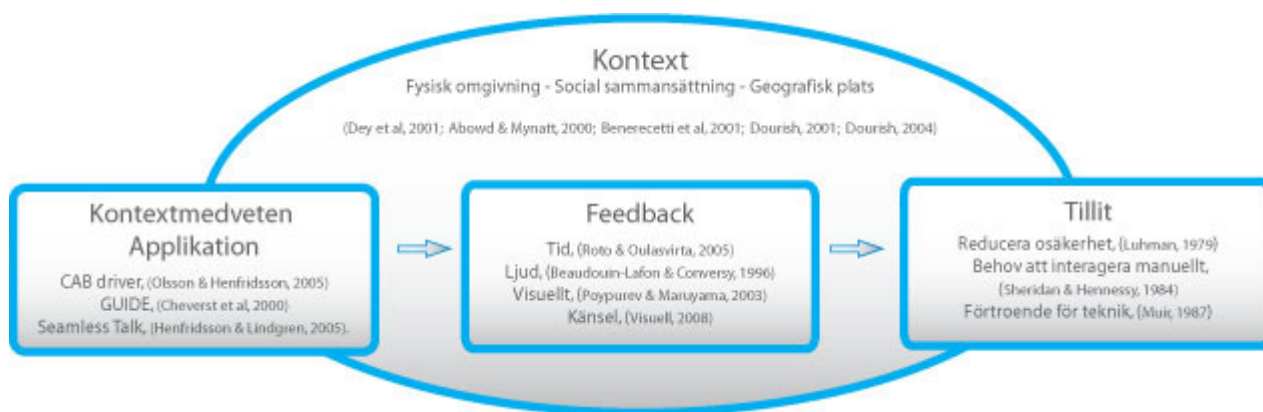 Kontext
Fysisk omgivning - Social sammansättning - Geografisk plats
(Dey et al, 2001; Abowd & Mynatt, 2000; Benerecetti et al, 2001; Dourish, 2001; Dourish, 2004)
Kontextmedveten
Applikation
CAB driver, (Olsson & Henfridsson, 2005)
GUIDE, (Cheverst et al, 2000)
Seamless Talk, (Henfridsson & Lindgren, 2005).
Feedback
Tid, (Roto & Oulasvirta, 2005)
Ljud, (Beaudouin-Lafon & Conversy, 1996)
Visuellt, (Poypurev & Maruyama, 2003)
Känsel, (Visuell, 2008)
Tillit
Reducera osäkerhet, (Luhman, 1979)
Behov att interagera manuellt,
(Sheridan & Hennessy, 1984)
Förtroende för teknik, (Muir, 1987)